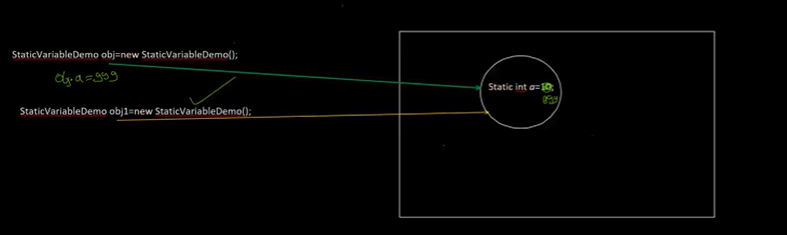 StaticVariableDemo obj=new StaticVariableDemo();
obj.a=999
StaticVariableDemo obj1=new StaticVariableDemo();
Static int a=10;
999